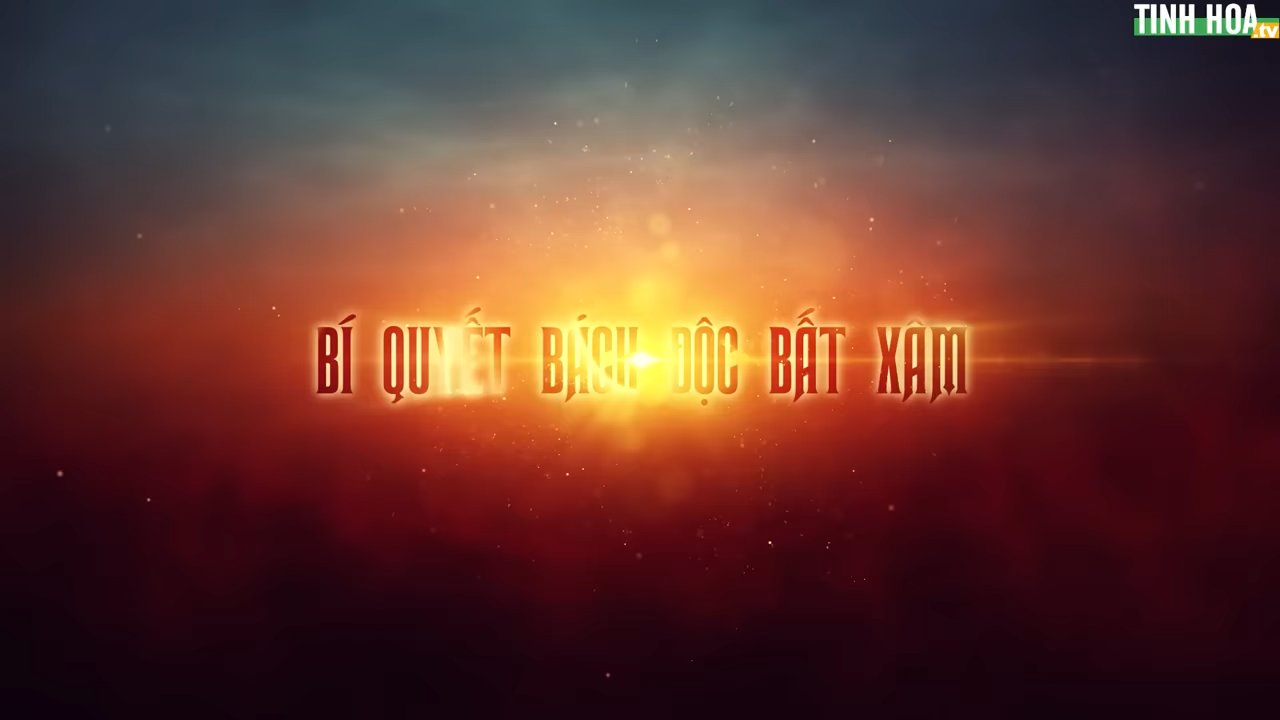 TINH HOA
.tv
BÍ QUYẾT BÁCH ĐỘC BẤT XÂM